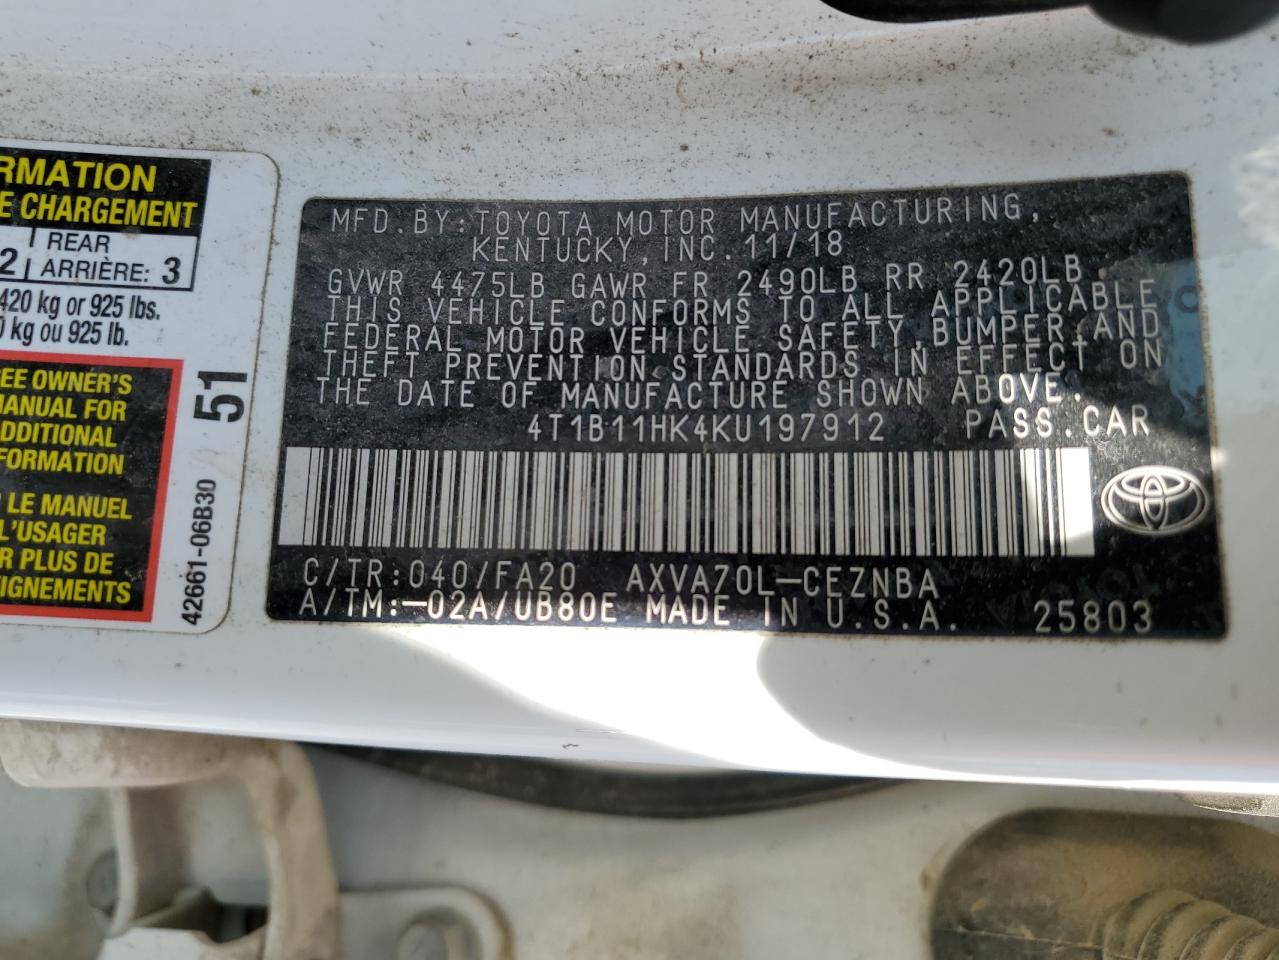 RMATION
E CHARGEMENT
2 REAR
ARRIÈRE: 3
420 kg or 925 lbs.
0 kg ou 925 lb.
SEE OWNER'S
MANUAL FOR
ADDITIONAL
FORMATION
LE MANUEL
L'USAGER
R PLUS DE
EIGNEMENTS
51
42661-06B30
MFD. BY: TOYOTA MOTOR MANUFACTURING,
KENTUCKY, INC. 11/18
GVWR 4475LB GAWR FR 2490LB RR 2420LB
THIS VEHICLE CONFORMS TO ALL APPLICABLE
FEDERAL MOTOR VEHICLE SAFETY, BUMPER, AND
THEFT PREVENTION STANDARDS IN EFFECT ON
THE DATE OF MANUFACTURE SHOWN ABOVE.
4T1B11HK4KU197912 PASS. CAR
C/TR: 040/FA20 AXVA70L-CEZNBA
A/TM: -02A/UB80E MADE IN U.S.A. 25803